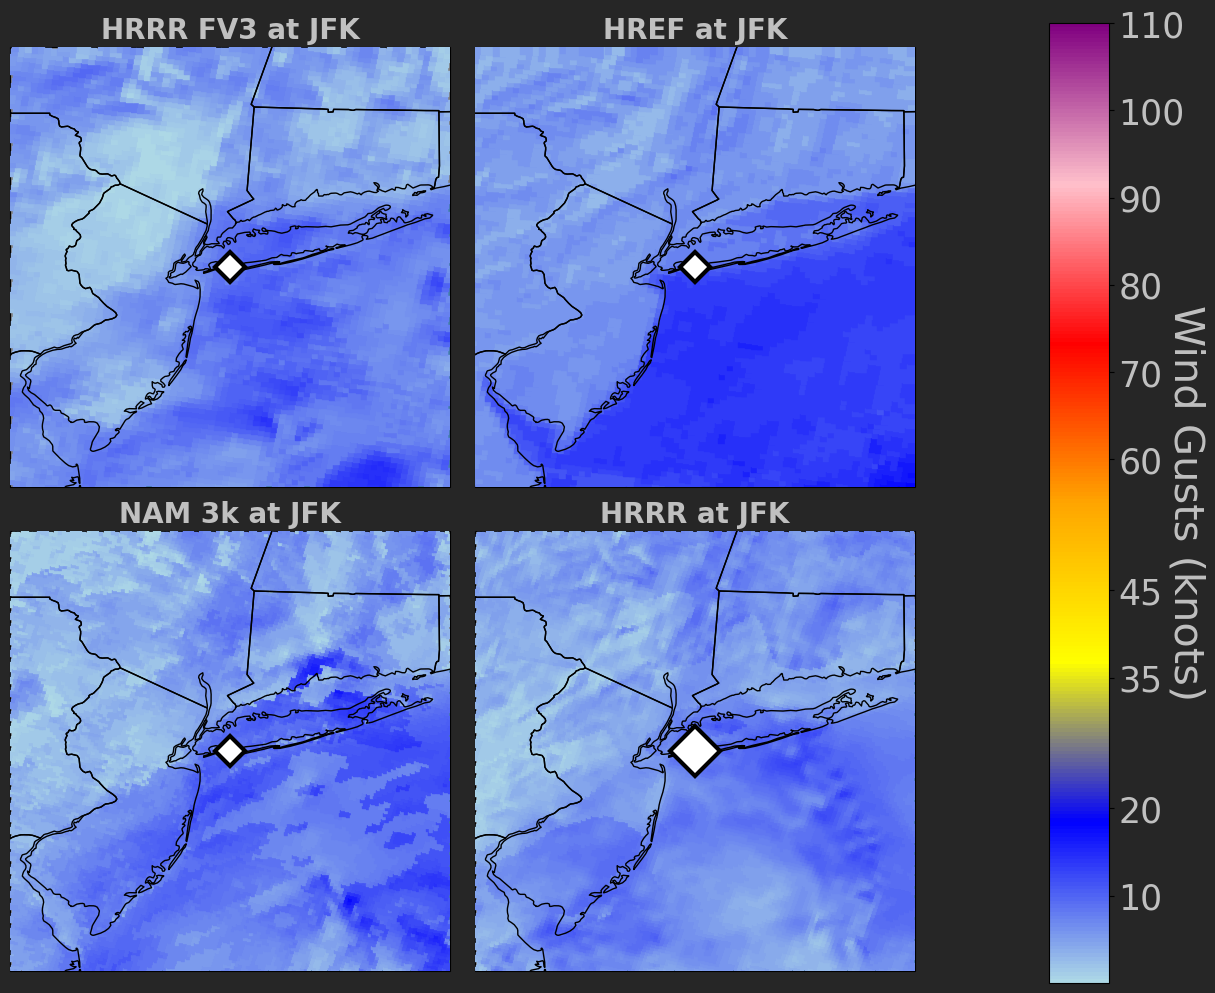 HRRR FV3 at JFK
HREF at JFK
NAM 3k at JFK
HRRR at JFK
110
100
90
80
70
60
45
35
20
10
Wind Gusts (knots)